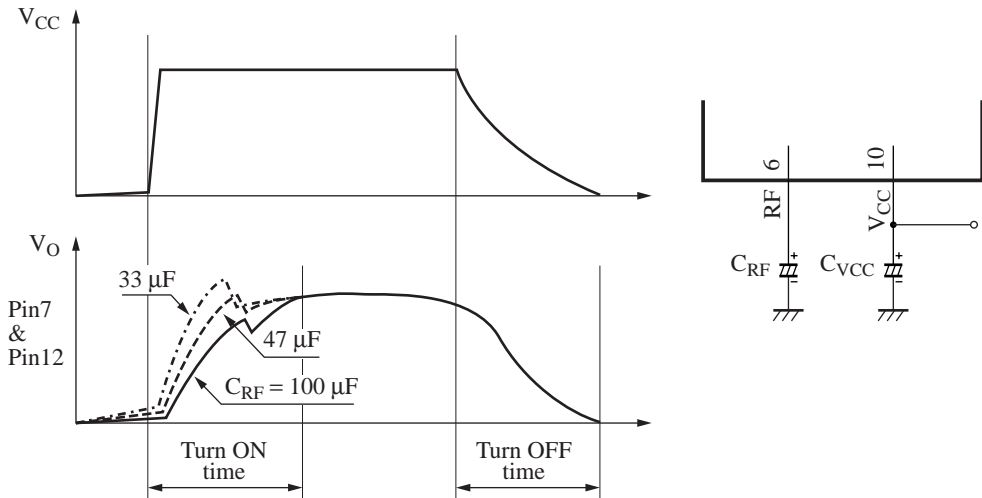 VCC
VO
Pin7
&
Pin12
33 μF
47 μF
CRF = 100 μF
Turn ON
time
Turn OFF
time
6
10
RF
VCC
CRF
+
–
CVCC
+
–